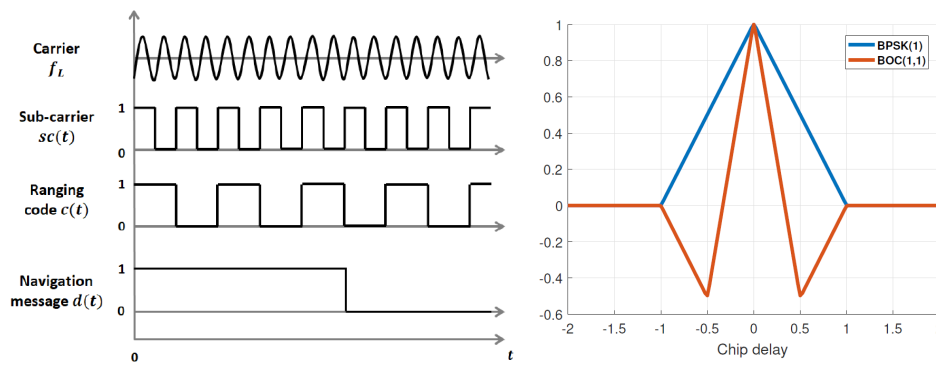 Carrier
f_L
Sub-carrier
sc(t)
1
0
Ranging
code c(t)
1
0
Navigation
message d(t)
1
0
0
t
1
0.8
0.6
0.4
0.2
0
-0.2
-0.4
-0.6
-2
-1.5
-1
-0.5
0
0.5
1
1.5
Chip delay
BPSK(1)
BOC(1,1)